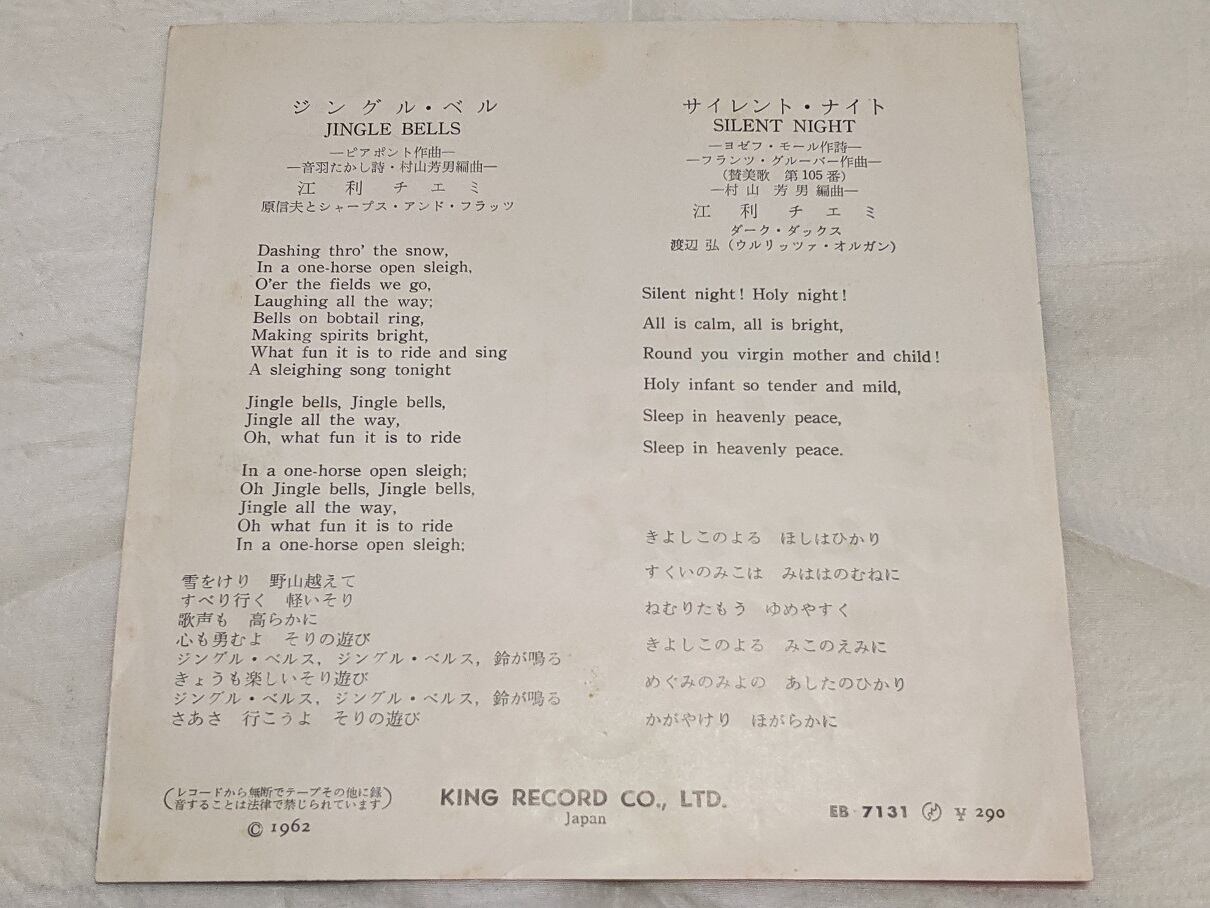 ジングル・ベル
JINGLE BELLS
—ピアポント作曲—
—音羽たかし詩・村山芳男編曲—
江利チエミ
原信夫とシャープス・アンド・フラッツ
Dashing thro' the snow,
In a one-horse open sleigh,
O'er the fields we go,
Laughing all the way;
Bells on bobtail ring,
Making spirits bright,
What fun it is to ride and sing
A sleighing song tonight
Jingle bells, Jingle bells,
Jingle all the way,
Oh, what fun it is to ride
In a one-horse open sleigh;
Oh Jingle bells, Jingle bells,
Jingle all the way,
Oh what fun it is to ride
In a one-horse open sleigh;
雪をけり　野山越えて
すべり行く　軽いそり
歌声も　高らかに
心も勇むよ　そりの遊び
ジングル・ベルス, ジングル・ベルス, 鈴が鳴る
きょうも楽しいそり遊び
ジングル・ベルス, ジングル・ベルス, 鈴が鳴る
さあさ　行こうよ　そりの遊び
サイレント・ナイト
SILENT NIGHT
—ヨゼフ・モール作詩—
—フランツ・グルーバー作曲—
(賛美歌　第105番)
—村山　芳男 編曲—
江利チエミ
ダーク・ダックス
渡辺 弘 (ウルリッツァ・オルガン)
Silent night! Holy night!
All is calm, all is bright,
Round you virgin mother and child!
Holy infant so tender and mild,
Sleep in heavenly peace,
Sleep in heavenly peace.
きよしこのよる　ほしはひかり
すくいのみこは　みははのむねに
ねむりたもう　ゆめやすく
きよしこのよる　みこのえみに
めぐみのみよの　あしたのひかり
かがやけり　ほがらかに
(レコードから無断でテープその他に録
音することは法律で禁じられています)
© 1962
KING RECORD CO., LTD.
Japan
EB-7131 ¥ 290